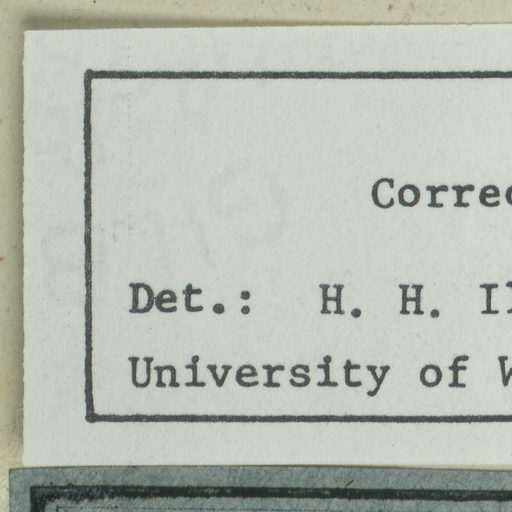 Correc
Det.: H. H. Il
University of W